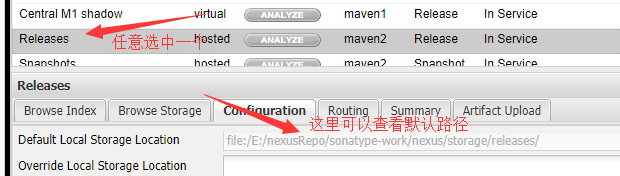 Central M1 shadow virtual ANALYZE maven1 Release In Service
Releases hosted ANALYZE maven2 Release In Service
任意选中一个
Snapshots hosted ANALYZE maven2 Snapshot In Service
Releases
Browse Index Browse Storage Configuration Routing Summary Artifact Upload
这里可以查看默认路径
Default Local Storage Location file:/E:/nexusRepo/sonatype-work/nexus/storage/releases/
Override Local Storage Location